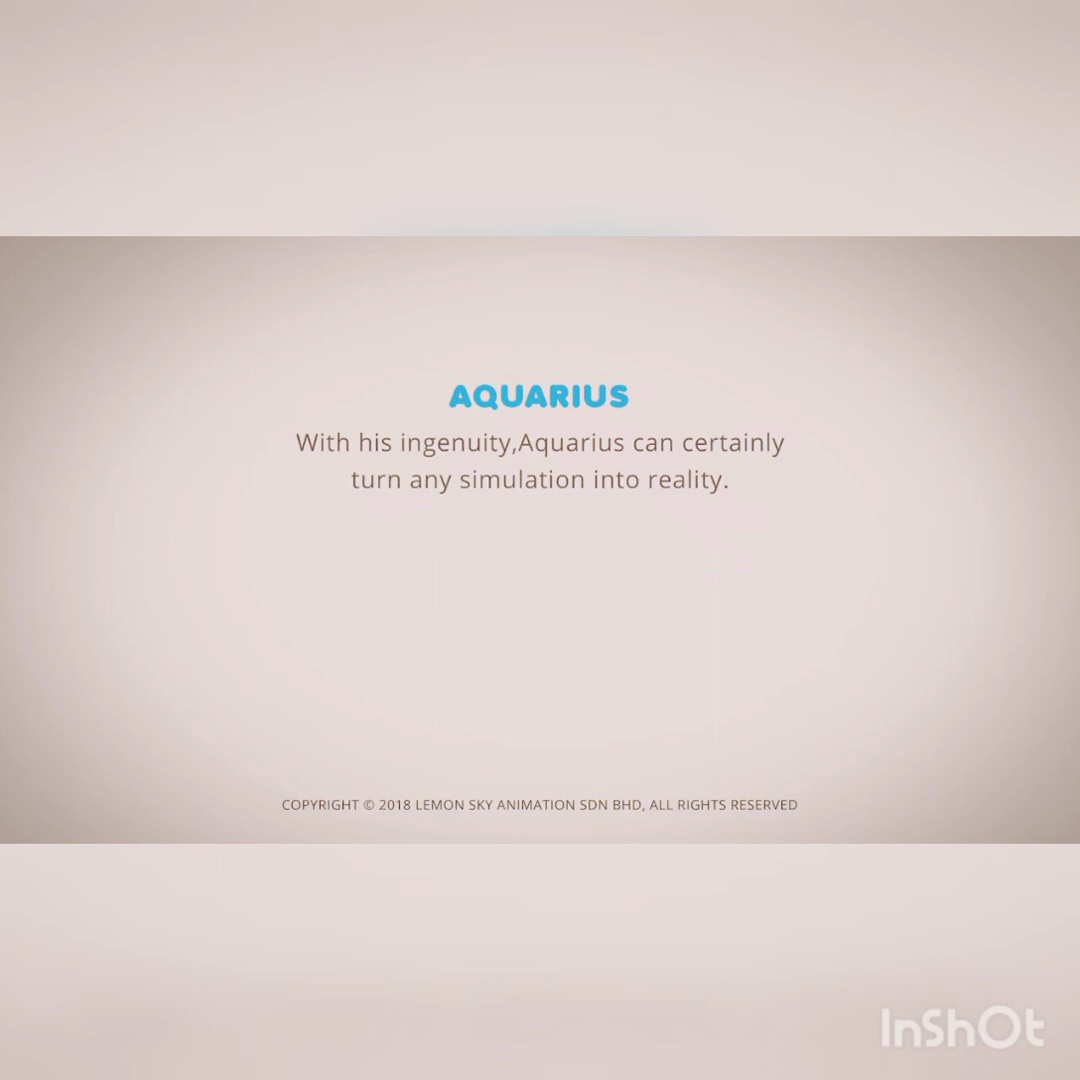 AQUARIUS
With his ingenuity,Aquarius can certainly
turn any simulation into reality.
COPYRIGHT © 2018 LEMON SKY ANIMATION SDN BHD, ALL RIGHTS RESERVED
InShOt